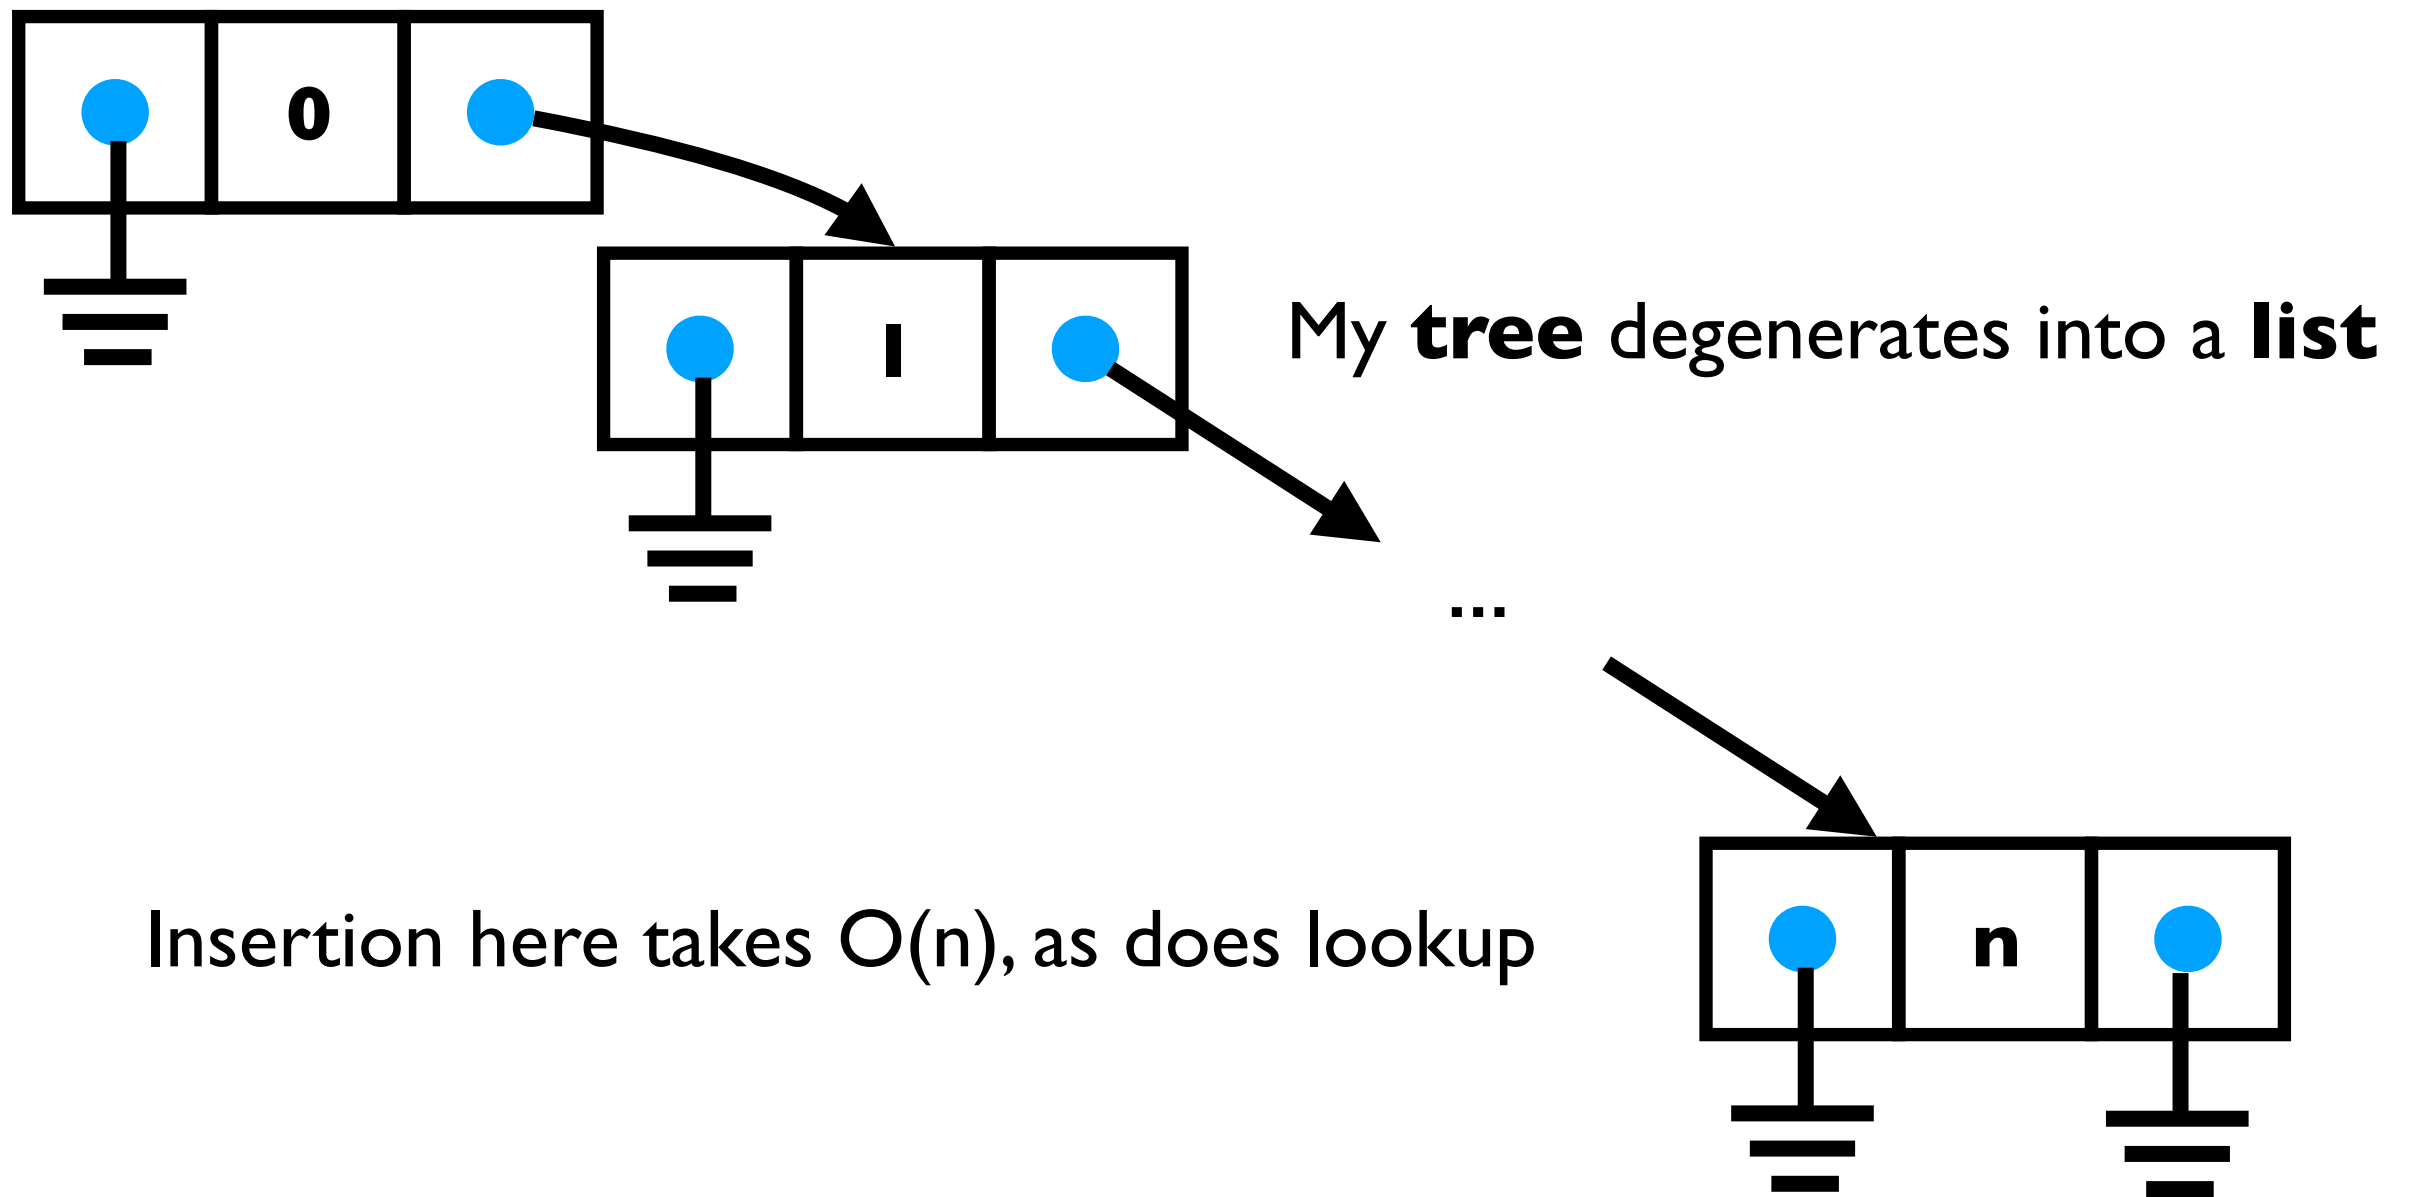 0
1
My tree degenerates into a list
...
Insertion here takes O(n), as does lookup
n